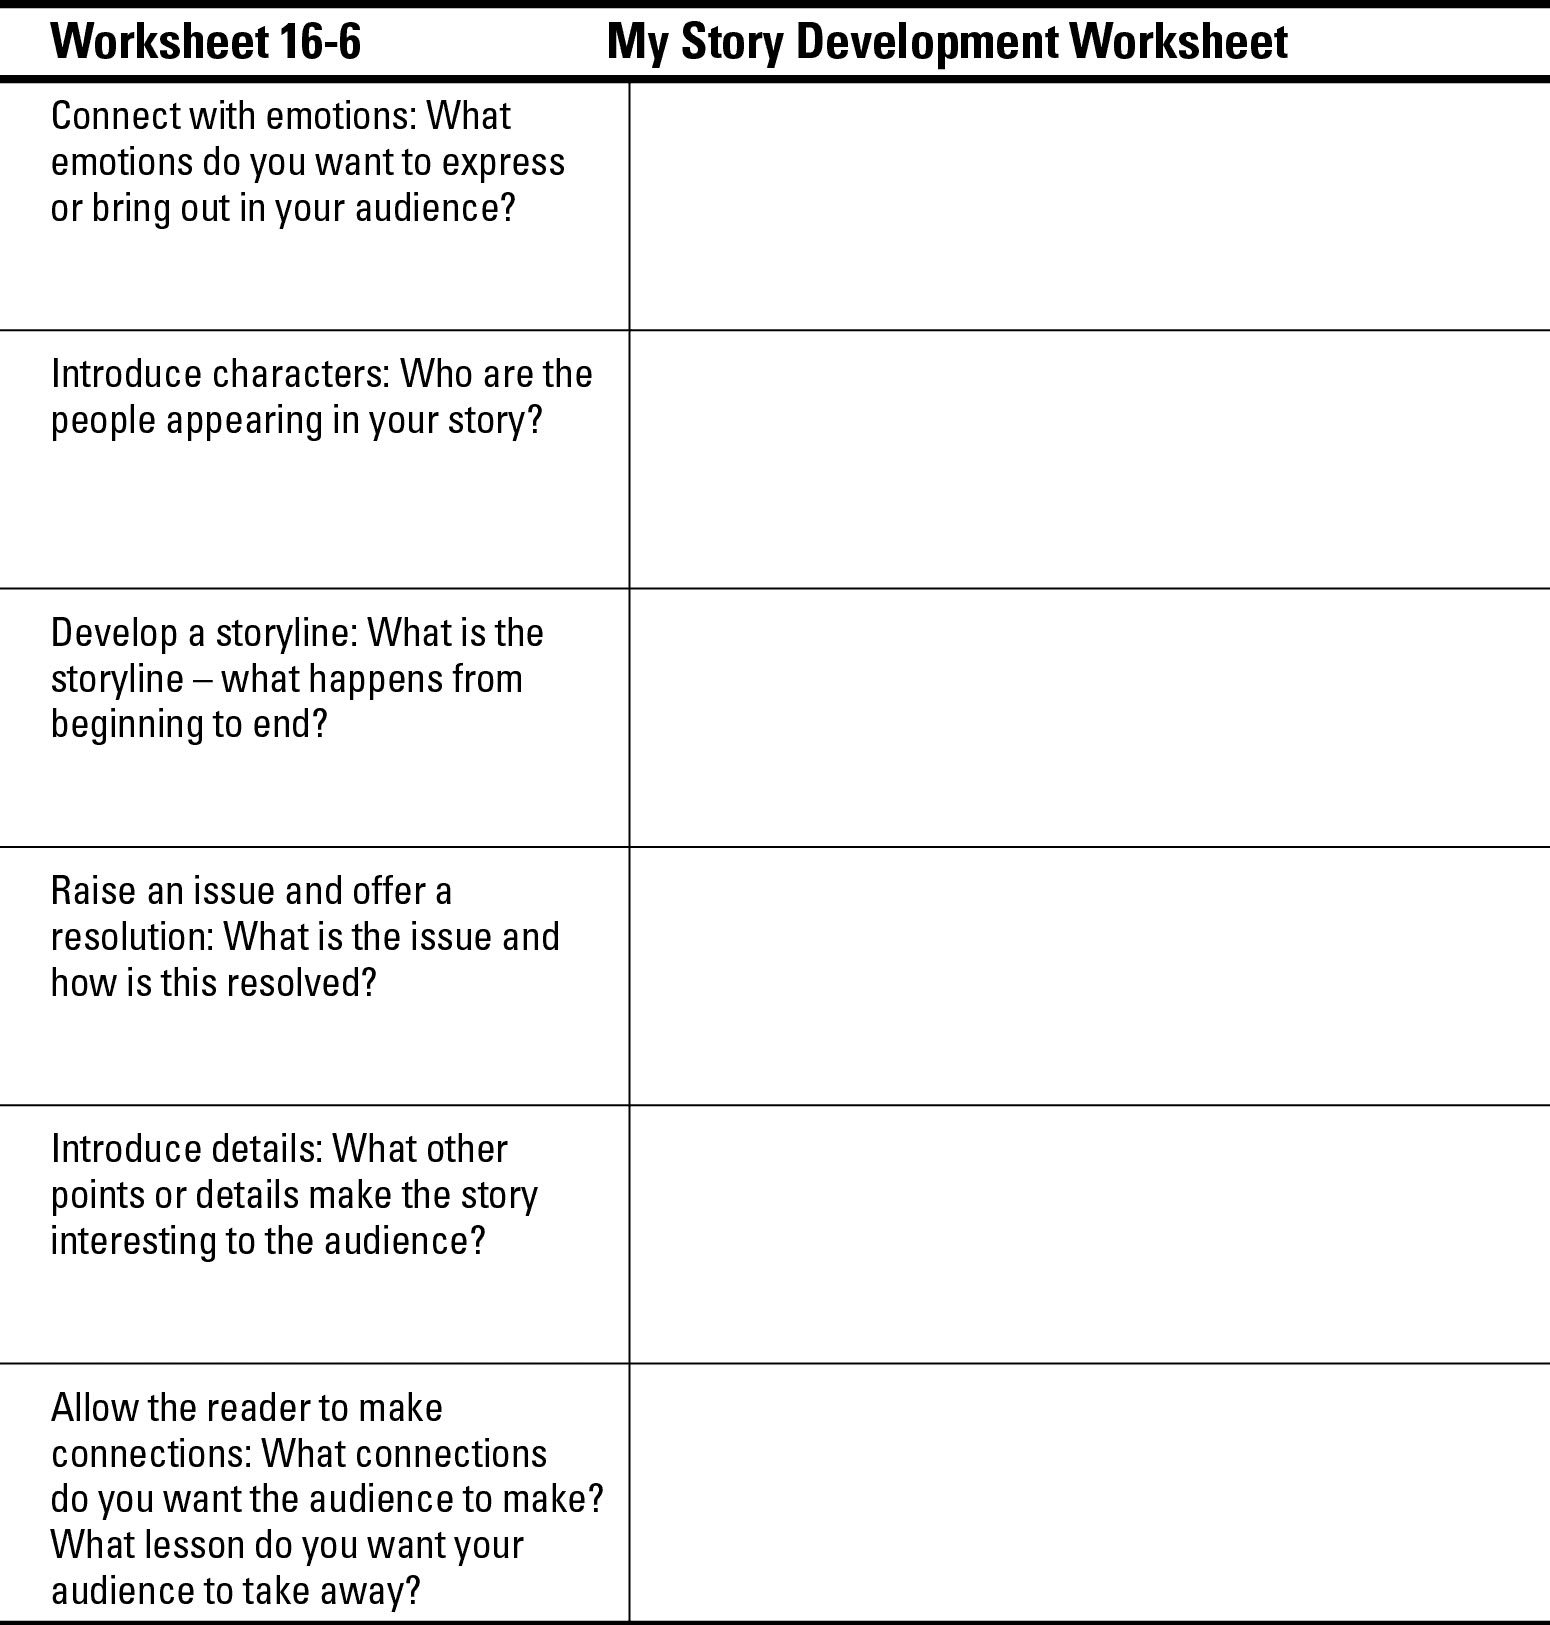 Worksheet 16-6 My Story Development Worksheet
Connect with emotions: What
emotions do you want to express
or bring out in your audience?
Introduce characters: Who are the
people appearing in your story?
Develop a storyline: What is the
storyline – what happens from
beginning to end?
Raise an issue and offer a
resolution: What is the issue and
how is this resolved?
Introduce details: What other
points or details make the story
interesting to the audience?
Allow the reader to make
connections: What connections
do you want the audience to make?
What lesson do you want your
audience to take away?